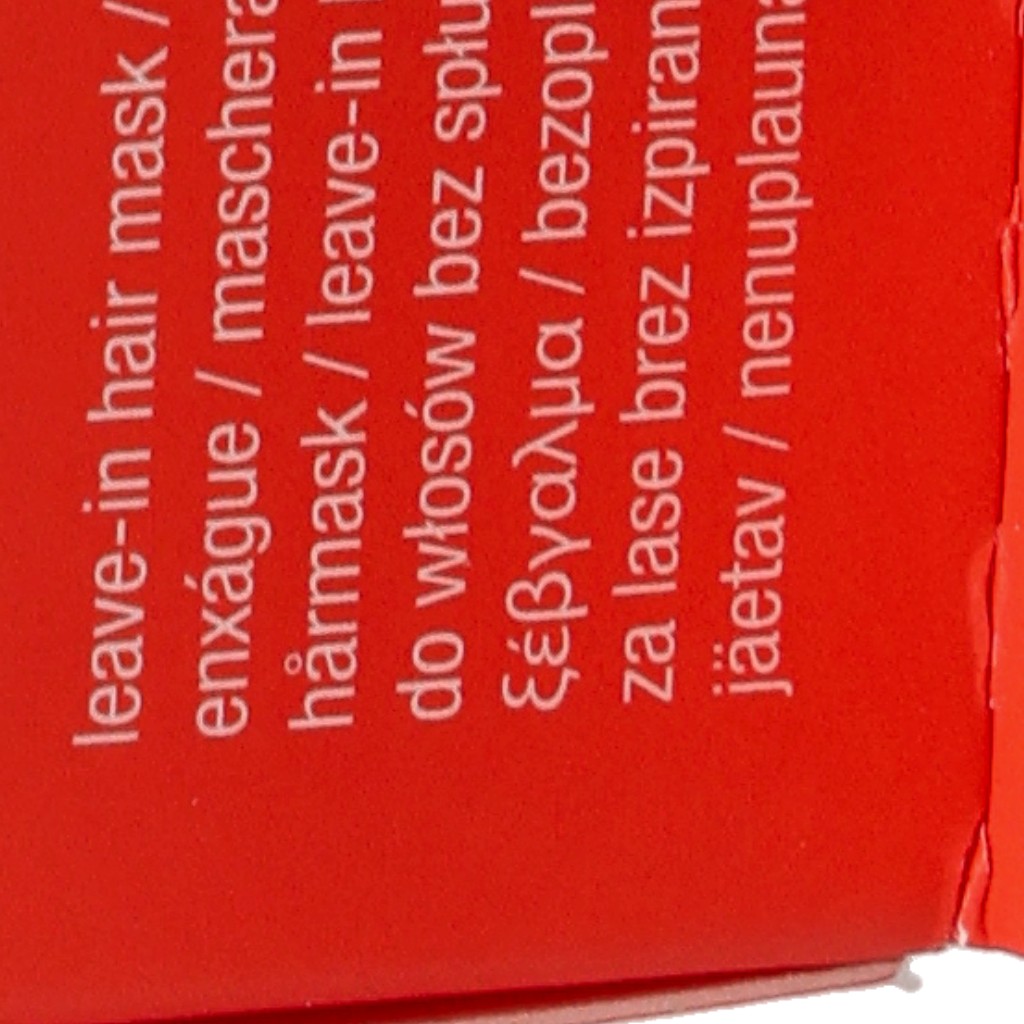 leave-in hair mask /
enxágue / maschera
hårmask / leave-in
do włosów bez spłu
ξέβγαλμα / bezopl
za lase brez izpiran
jäetav / nenuplauna